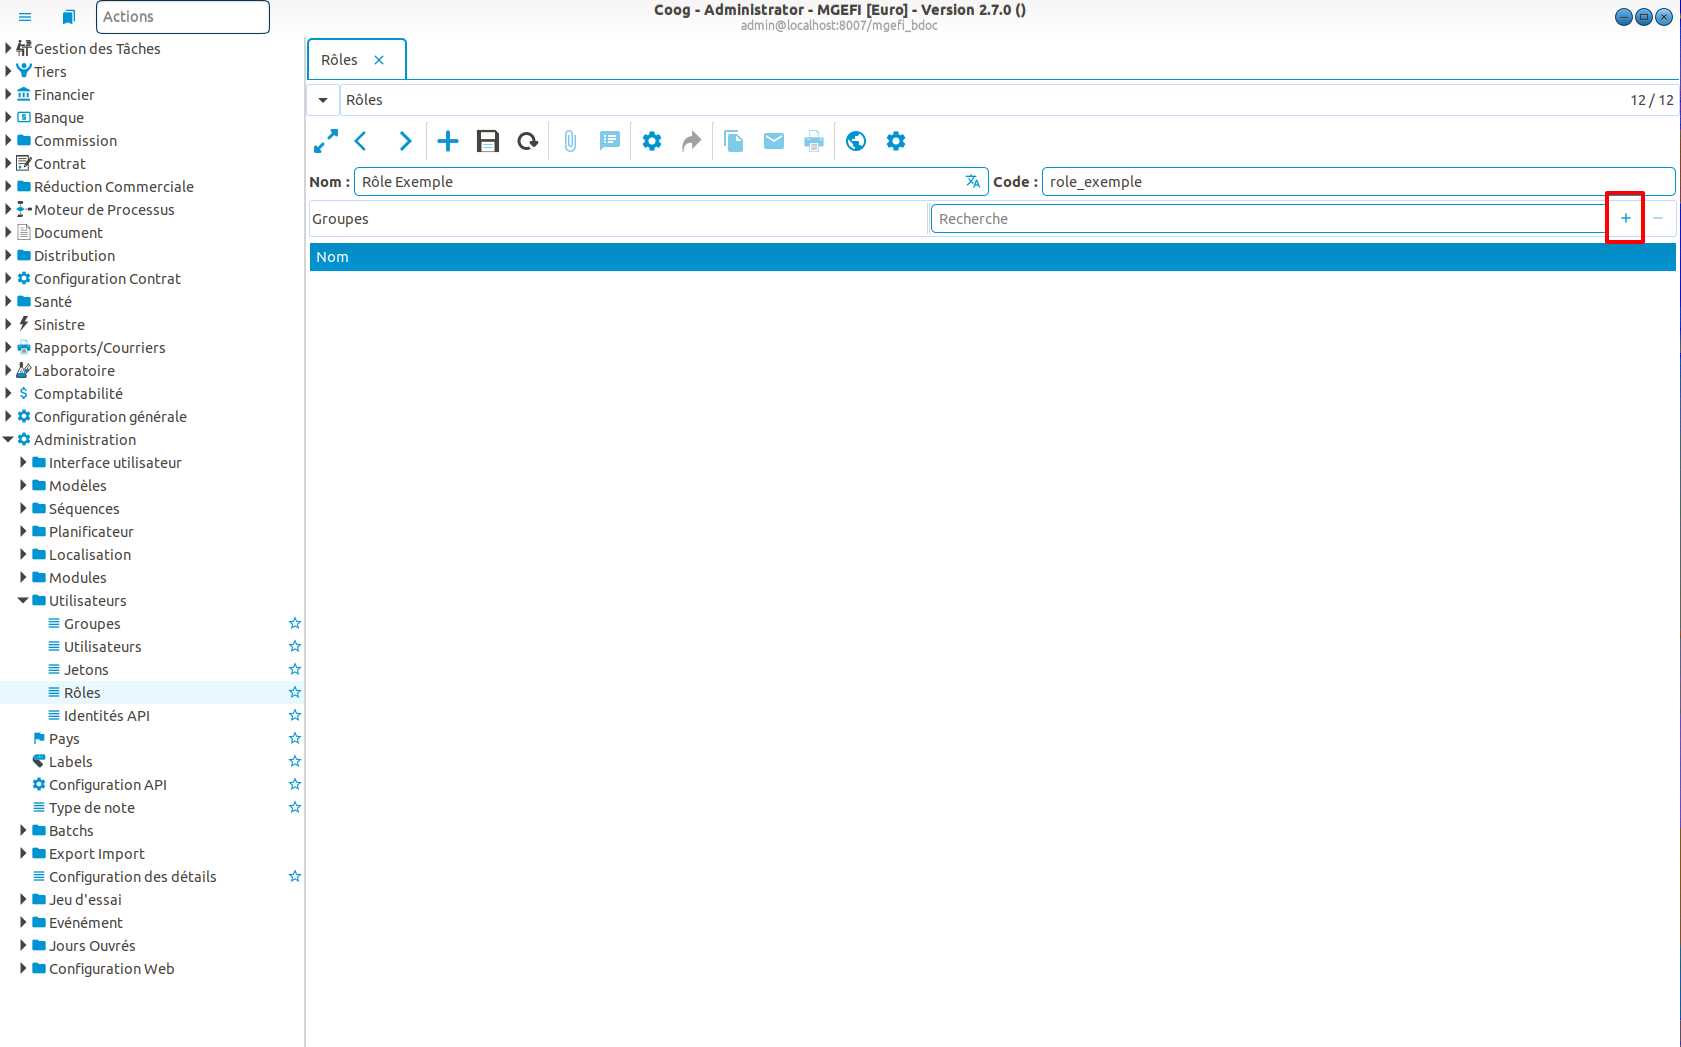 Actions
Coog - Administrator - MGEFI [Euro] - Version 2.7.0 ()
admin@localhost:8007/mgefi_bdoc
Gestion des Tâches
Tiers
Financier
Banque
Commission
Contrat
Réduction Commerciale
Moteur de Processus
Document
Distribution
Configuration Contrat
Santé
Sinistre
Rapports/Courriers
Laboratoire
Comptabilité
Configuration générale
Administration
Interface utilisateur
Modèles
Séquences
Planificateur
Localisation
Modules
Utilisateurs
Groupes
Utilisateurs
Jetons
Rôles
Identités API
Pays
Labels
Configuration API
Type de note
Batchs
Export Import
Configuration des détails
Jeu d'essai
Evénément
Jours Ouvrés
Configuration Web
Rôles
Rôles 12 / 12
Nom : Rôle Exemple Code : role_exemple
Groupes Recherche
Nom